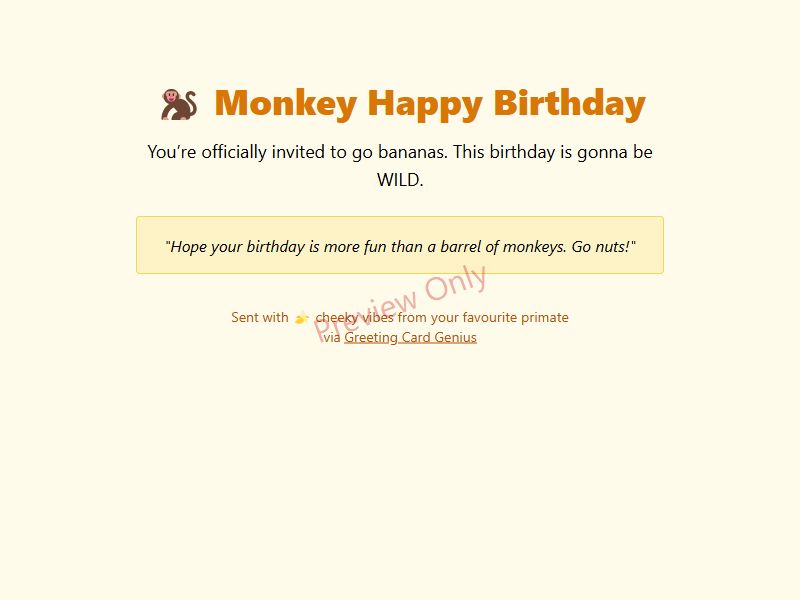 🐒 Monkey Happy Birthday
You’re officially invited to go bananas. This birthday is gonna be
WILD.
"Hope your birthday is more fun than a barrel of monkeys. Go nuts!"
Preview Only
Sent with 🍌 cheeky vibes from your favourite primate
via Greeting Card Genius